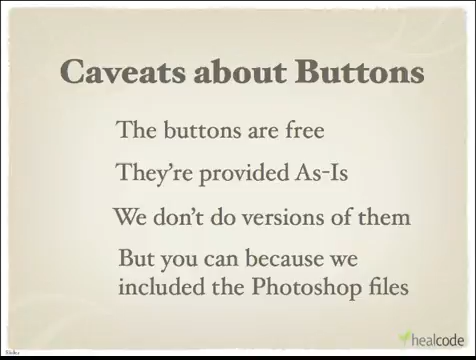 Caveats about Buttons
The buttons are free
They're provided As-Is
We don't do versions of them
But you can because we
included the Photoshop files
healcode